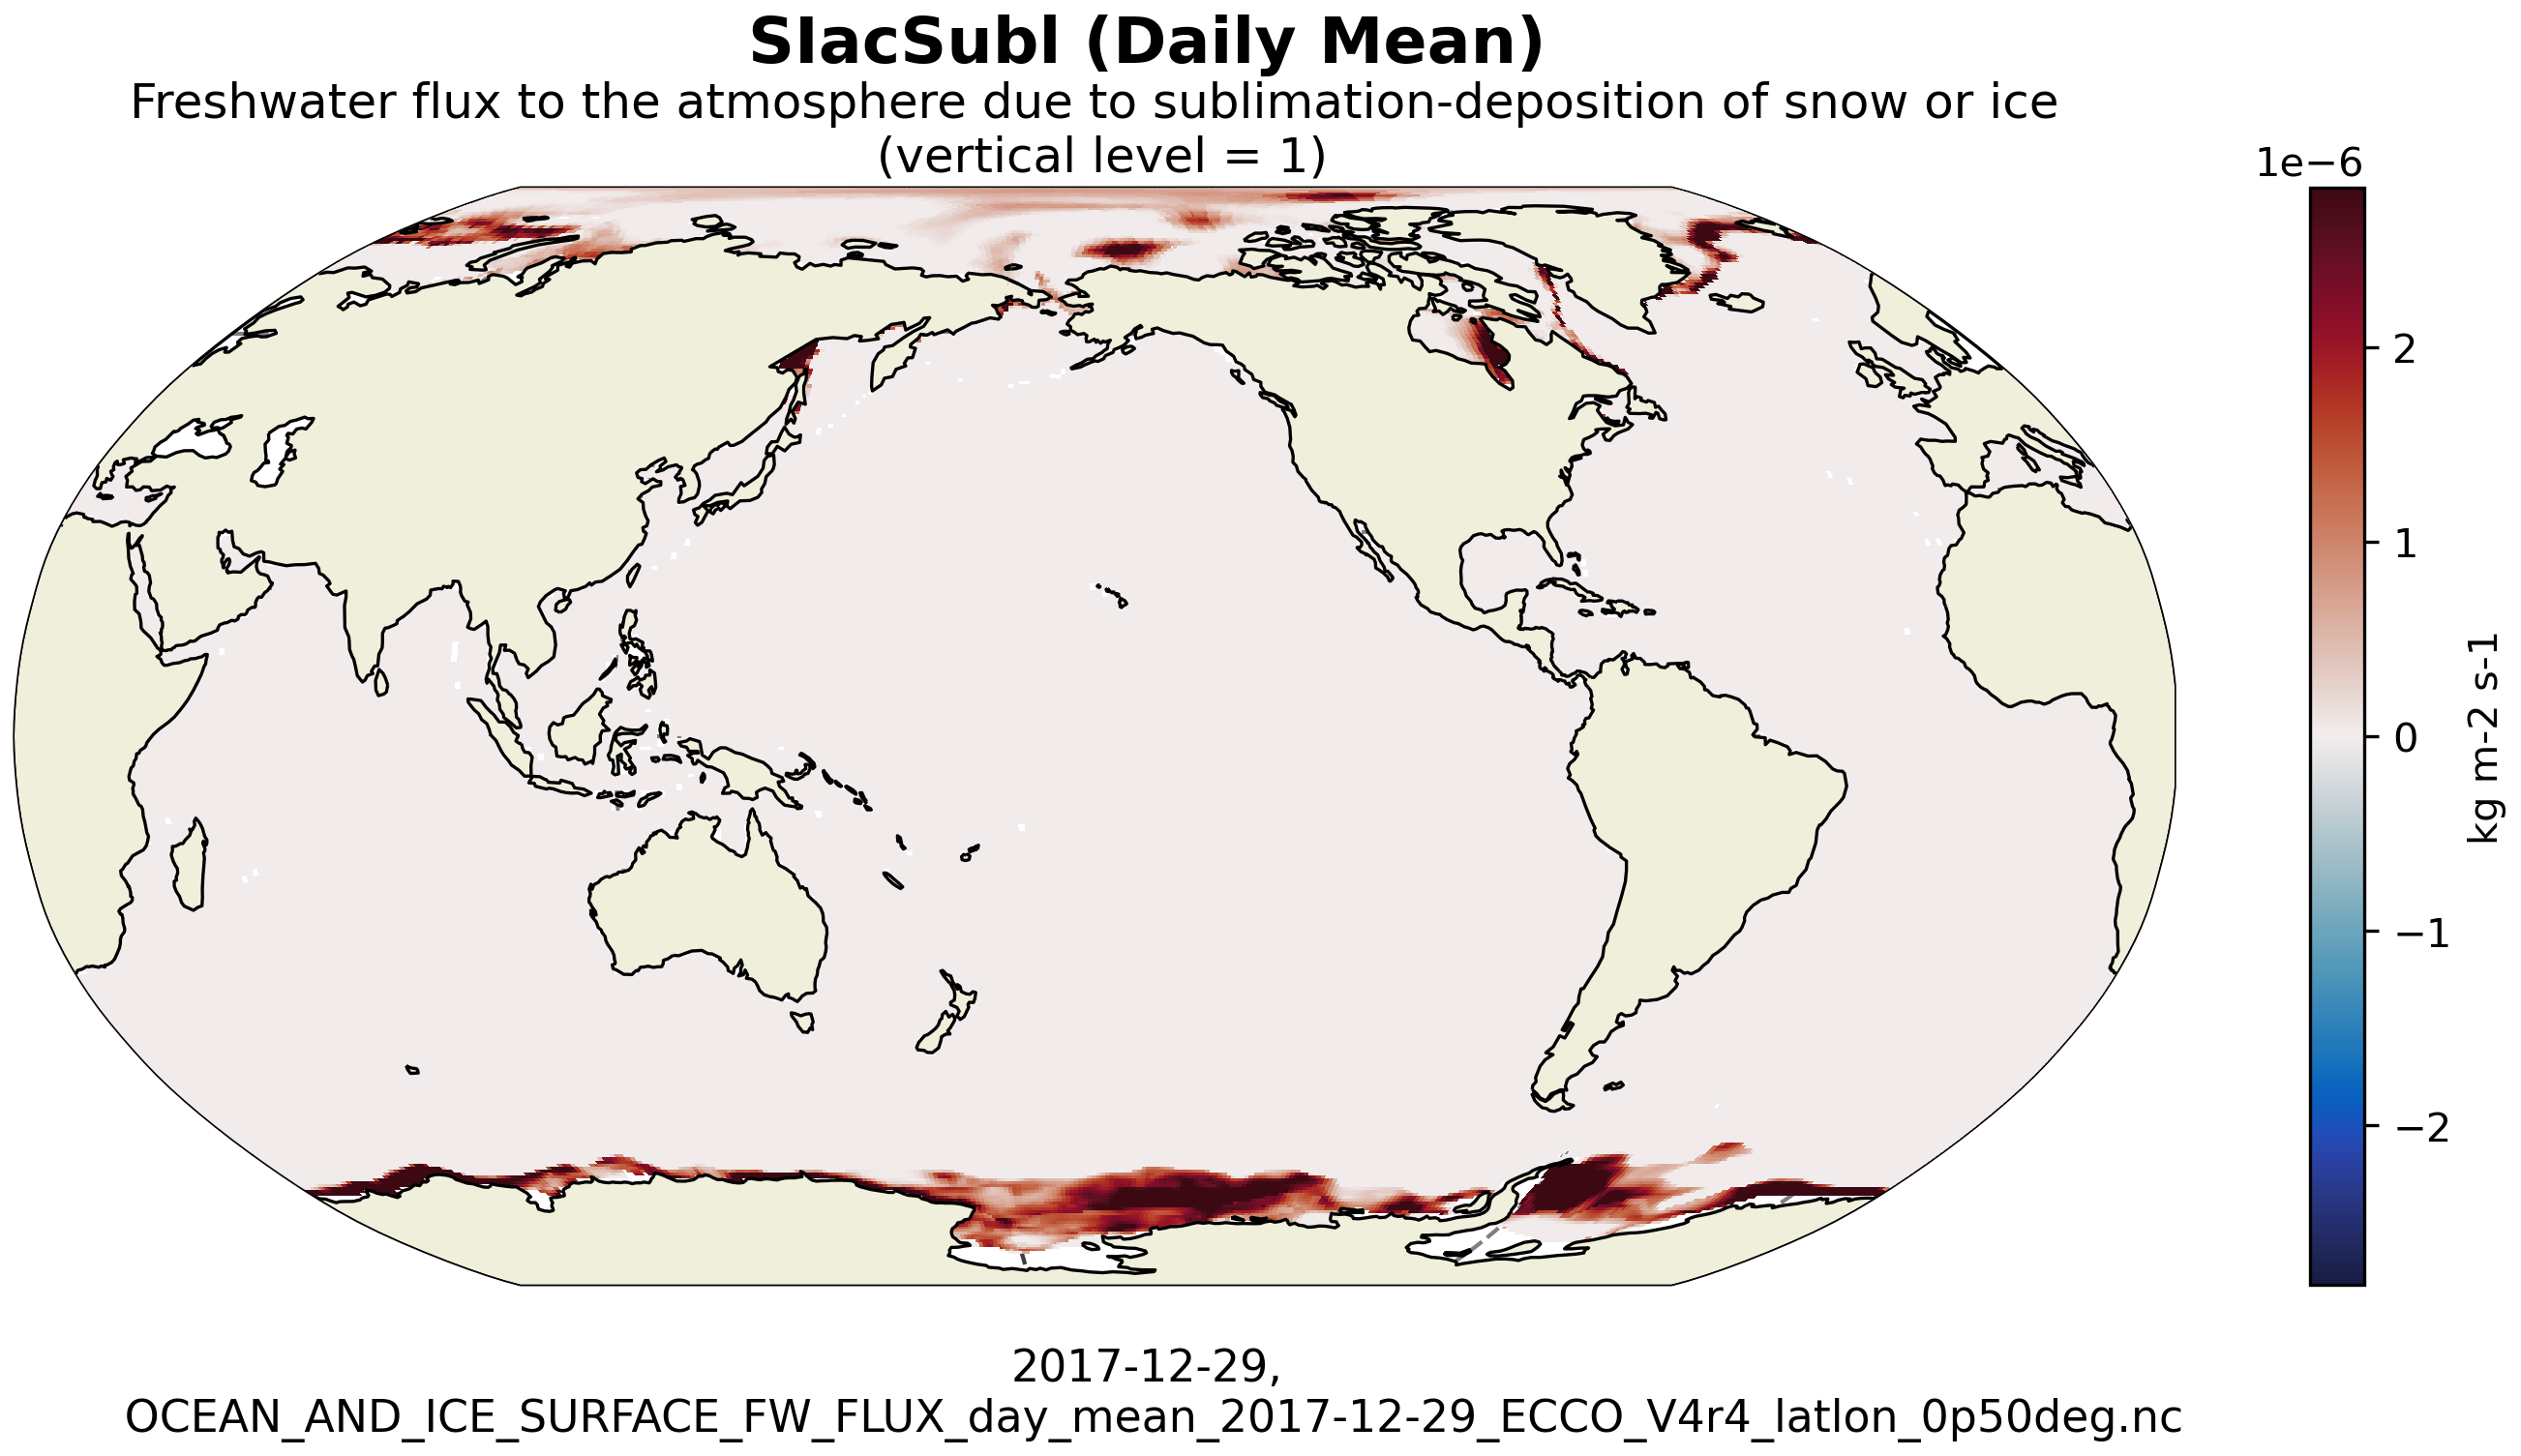 SIacSubl (Daily Mean)
Freshwater flux to the atmosphere due to sublimation-deposition of snow or ice
(vertical level = 1)
1e−6
2
1
0
−1
−2
kg m-2 s-1
2017-12-29,
OCEAN_AND_ICE_SURFACE_FW_FLUX_day_mean_2017-12-29_ECCO_V4r4_latlon_0p50deg.nc